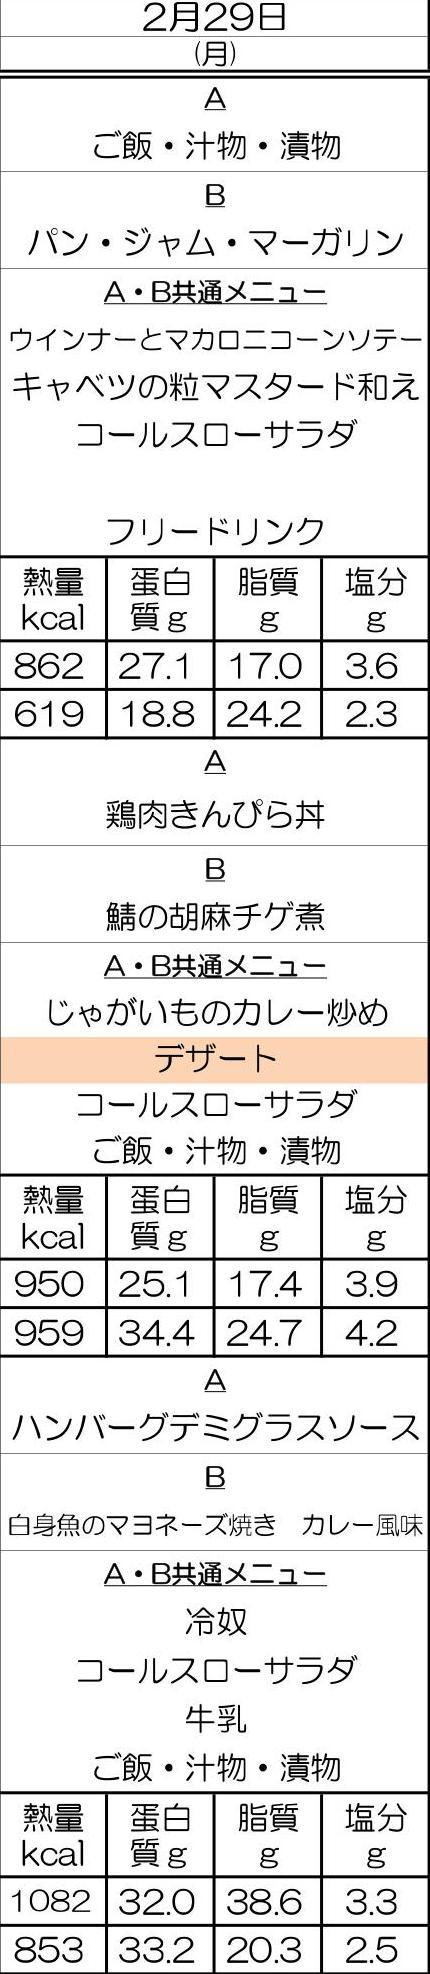 2月29日
(月)
A
ご飯・汁物・漬物
B
パン・ジャム・マーガリン
A・B共通メニュー
ウインナーとマカロニコーンソテー
キャベツの粒マスタード和え
コールスローサラダ
フリードリンク
熱量 蛋白 脂質 塩分
kcal 質g g g
862 27.1 17.0 3.6
619 18.8 24.2 2.3
A
鶏肉きんぴら丼
B
鯖の胡麻チゲ煮
A・B共通メニュー
じゃがいものカレー炒め
デザート
コールスローサラダ
ご飯・汁物・漬物
熱量 蛋白 脂質 塩分
kcal 質g g g
950 25.1 17.4 3.9
959 34.4 24.7 4.2
A
ハンバーグデミグラスソース
B
白身魚のマヨネーズ焼き　カレー風味
A・B共通メニュー
冷奴
コールスローサラダ
牛乳
ご飯・汁物・漬物
熱量 蛋白 脂質 塩分
kcal 質g g g
1082 32.0 38.6 3.3
853 33.2 20.3 2.5